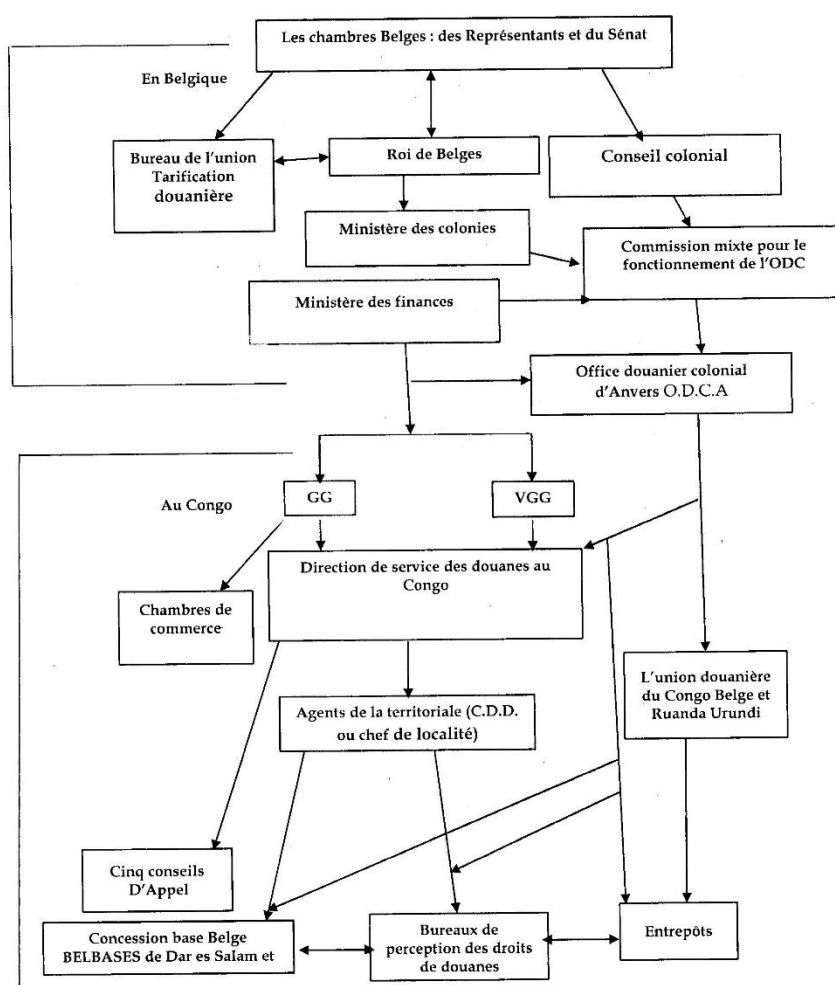 Les chambres Belges : des Représentants et du Sénat
En Belgique
Bureau de l'union
Tarification
douanière
Roi de Belges
Conseil colonial
Ministère des colonies
Commission mixte pour le
fonctionnement de l'ODC
Ministère des finances
Office douanier colonial
d'Anvers O.D.C.A
Au Congo
GG
VGG
Direction de service des douanes au
Congo
Chambres de
commerce
L'union douanière
du Congo Belge et
Ruanda Urundi
Agents de la territoriale (C.D.D.
ou chef de localité)
Cinq conseils
D'Appel
Concession base Belge
BELBASES de Dar es Salam et
Bureaux de
perception des droits
de douanes
Entrepôts